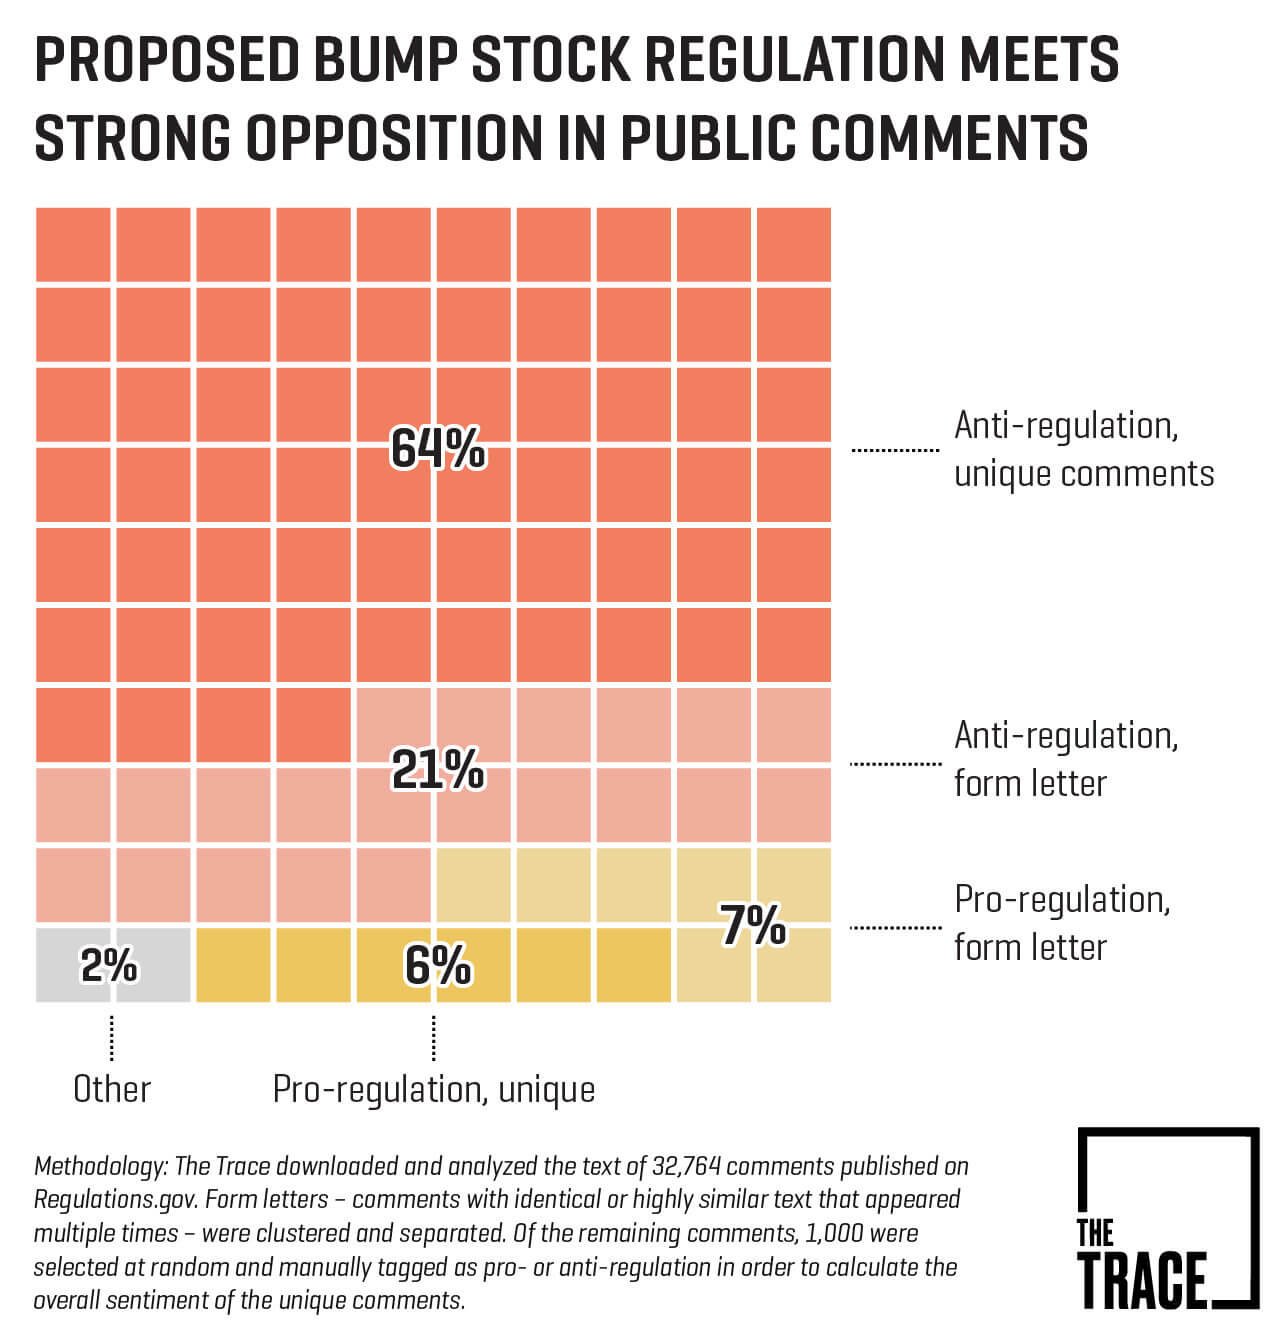 PROPOSED BUMP STOCK REGULATION MEETS
STRONG OPPOSITION IN PUBLIC COMMENTS
64%
Anti-regulation,
unique comments
21%
Anti-regulation,
form letter
7%
Pro-regulation,
form letter
2%
6%
Other
Pro-regulation, unique
Methodology: The Trace downloaded and analyzed the text of 32,764 comments published on
Regulations.gov. Form letters – comments with identical or highly similar text that appeared
multiple times – were clustered and separated. Of the remaining comments, 1,000 were
selected at random and manually tagged as pro- or anti-regulation in order to calculate the
overall sentiment of the unique comments.
THE
TRACE